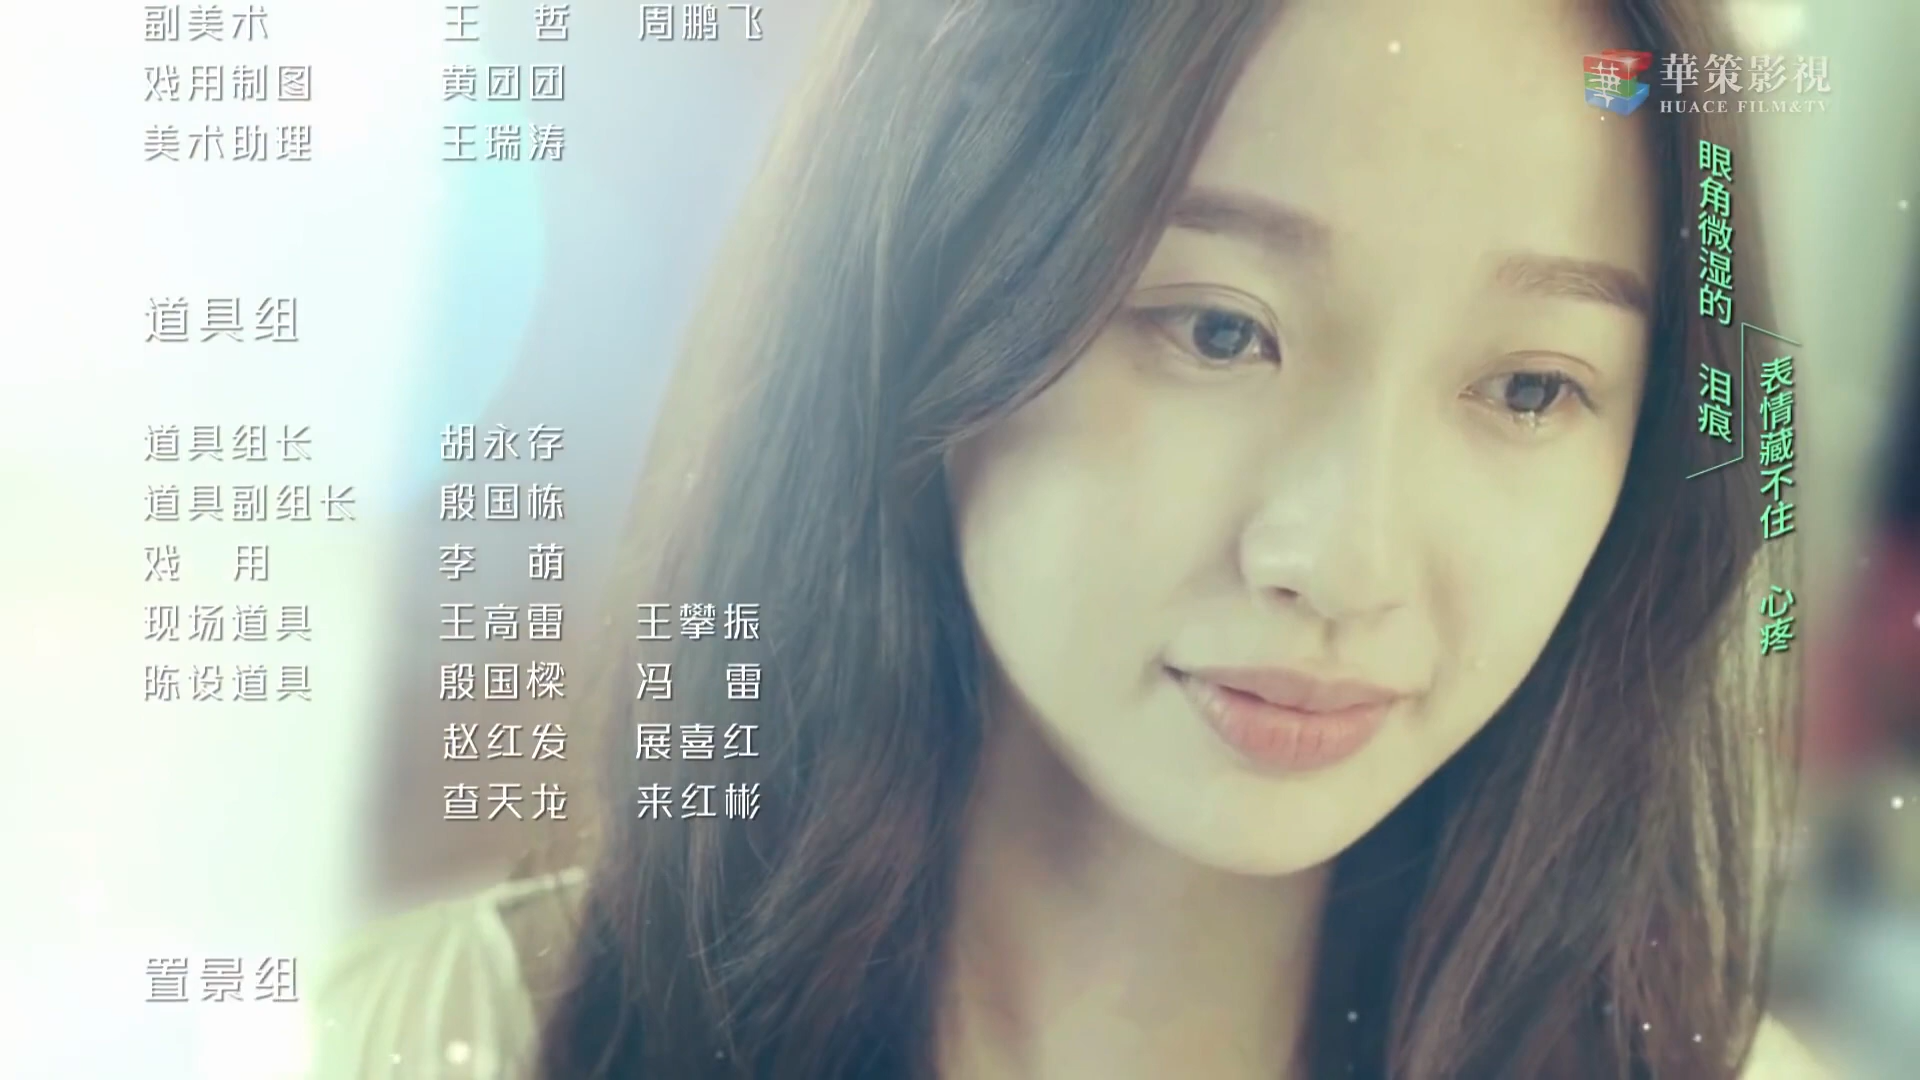 副美术 王 哲 周鹏飞
戏用制图 黄团团
美术助理 王瑞涛
道具组
道具组长 胡永存
道具副组长 殷国栋
戏 用 李 萌
现场道具 王高雷 王攀振
陈设道具 殷国樑 冯 雷
赵红发 展喜红
查天龙 来红彬
置景组
華 華策影視
HUACE FILM&TV
眼角微湿的 泪痕
表情藏不住 心疼